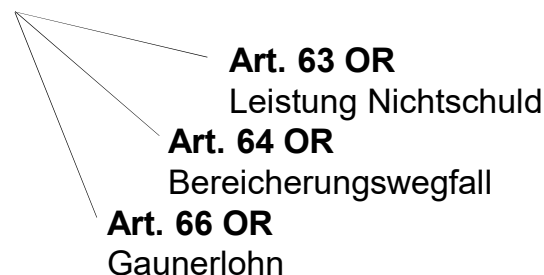 Art. 63 OR
Leistung Nichtschuld
Art. 64 OR
Bereicherungswegfall
Art. 66 OR
Gaunerlohn